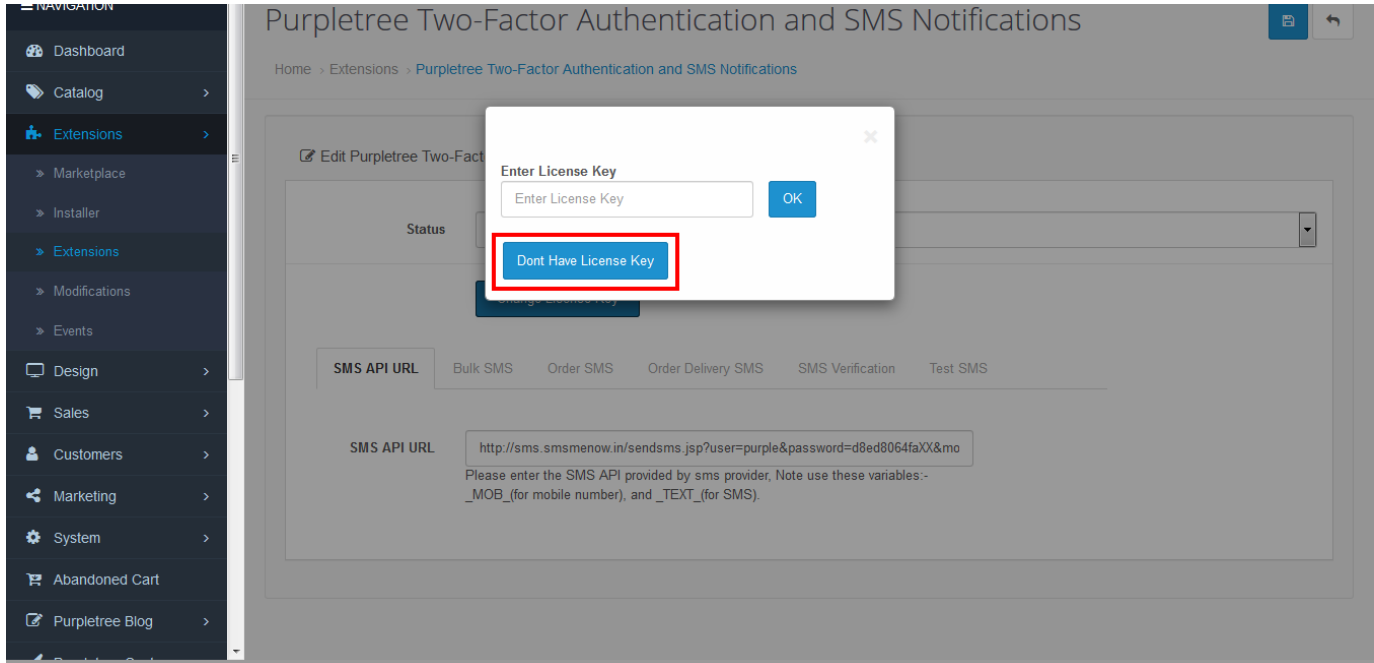 NAVIGATION
Dashboard
Catalog
Extensions
Marketplace
Installer
Extensions
Modifications
Events
Design
Sales
Customers
Marketing
System
Abandoned Cart
Purpletree Blog
Purpletree Two-Factor Authentication and SMS Notifications
Home › Extensions › Purpletree Two-Factor Authentication and SMS Notifications
Edit Purpletree Two-Fact
Enter License Key
Enter License Key
OK
Dont Have License Key
Status
Change License Key
SMS API URL Bulk SMS Order SMS Order Delivery SMS SMS Verification Test SMS
SMS API URL
http://sms.smsmenow.in/sendsms.jsp?user=purple&password=d8ed8064faXX&mo
Please enter the SMS API provided by sms provider, Note use these variables:-
_MOB_(for mobile number), and _TEXT_(for SMS).